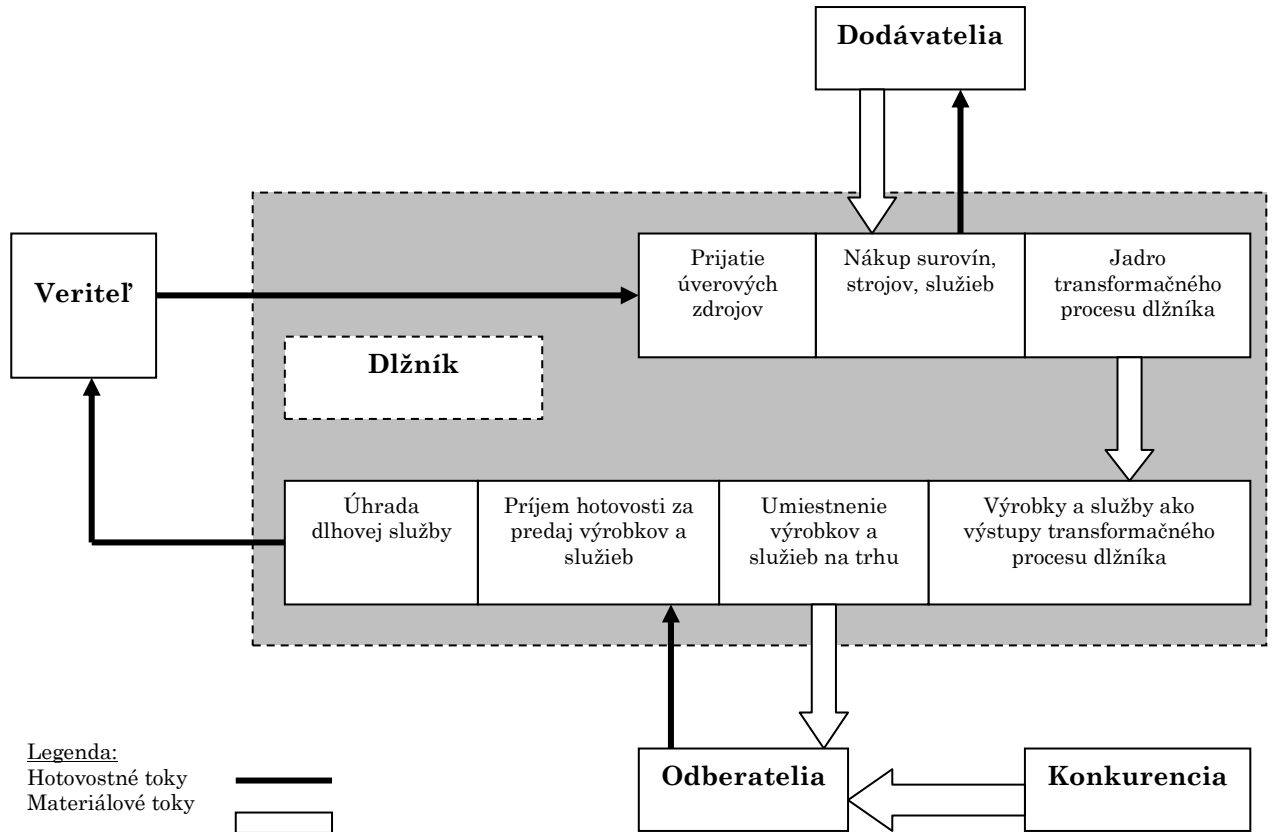 Dodávatelia
Veriteľ
Prijatie
úverových
zdrojov
Nákup surovín,
strojov, služieb
Jadro
transformačného
procesu dlžníka
Dlžník
Úhrada
dlhovej služby
Príjem hotovosti za
predaj výrobkov a
služieb
Umiestnenie
výrobkov a
služieb na trhu
Výrobky a služby ako
výstupy transformačného
procesu dlžníka
Legenda:
Hotovostné toky
Materiálové toky
Odberatelia
Konkurencia